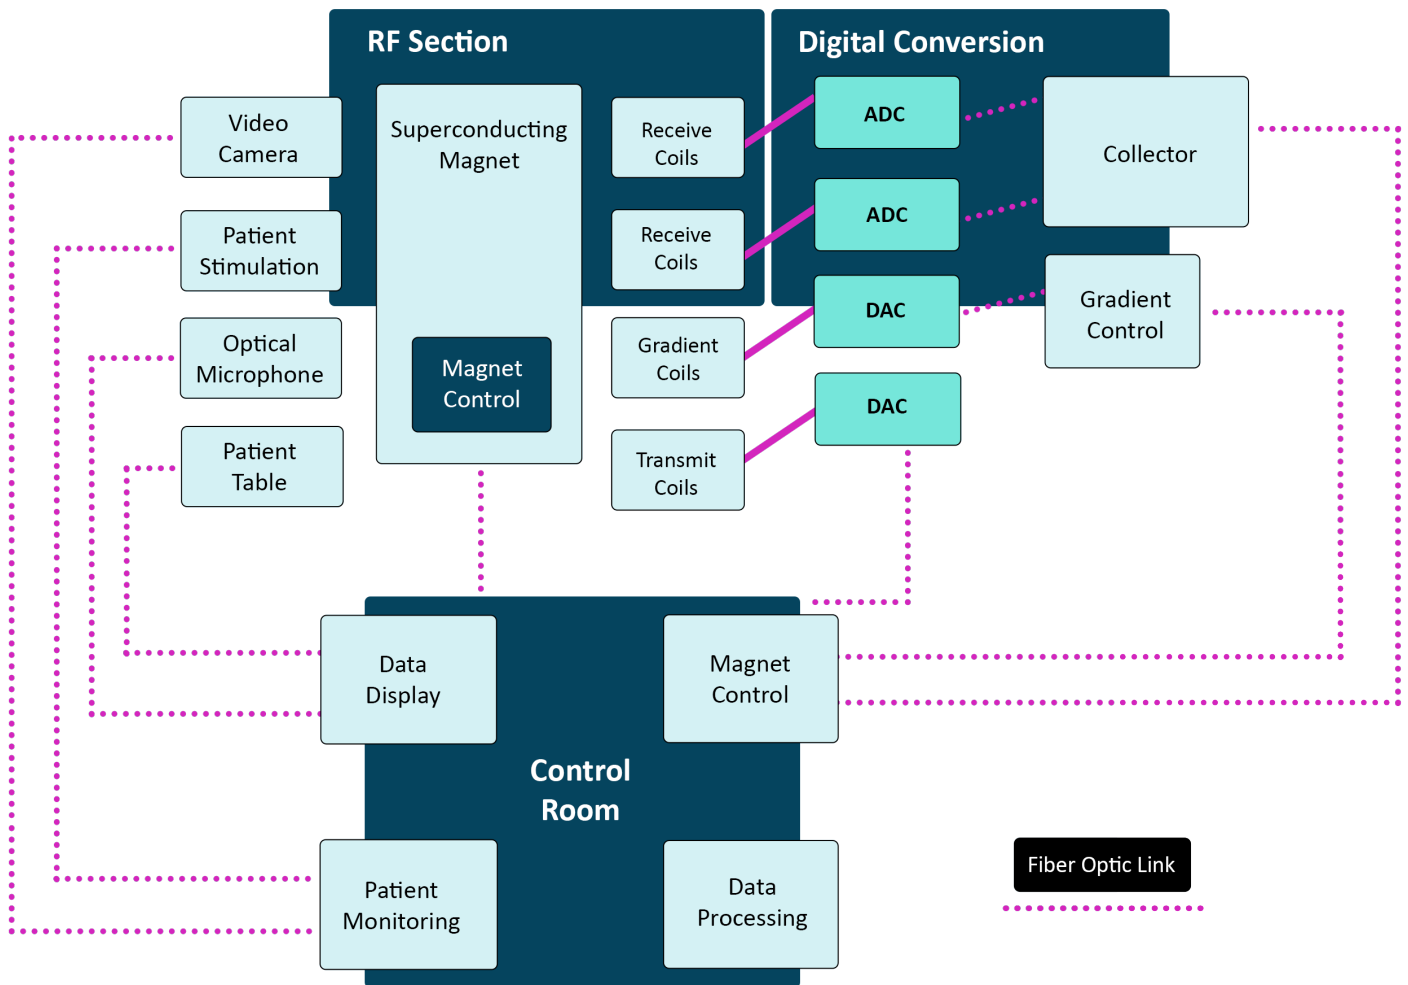 RF Section
Digital Conversion
Video
Camera
Superconducting
Magnet
Receive
Coils
ADC
Collector
Patient
Stimulation
Receive
Coils
ADC
Optical
Microphone
Magnet
Control
Gradient
Coils
DAC
Gradient
Control
Patient
Table
Transmit
Coils
DAC
Data
Display
Magnet
Control
Control
Room
Patient
Monitoring
Data
Processing
Fiber Optic Link